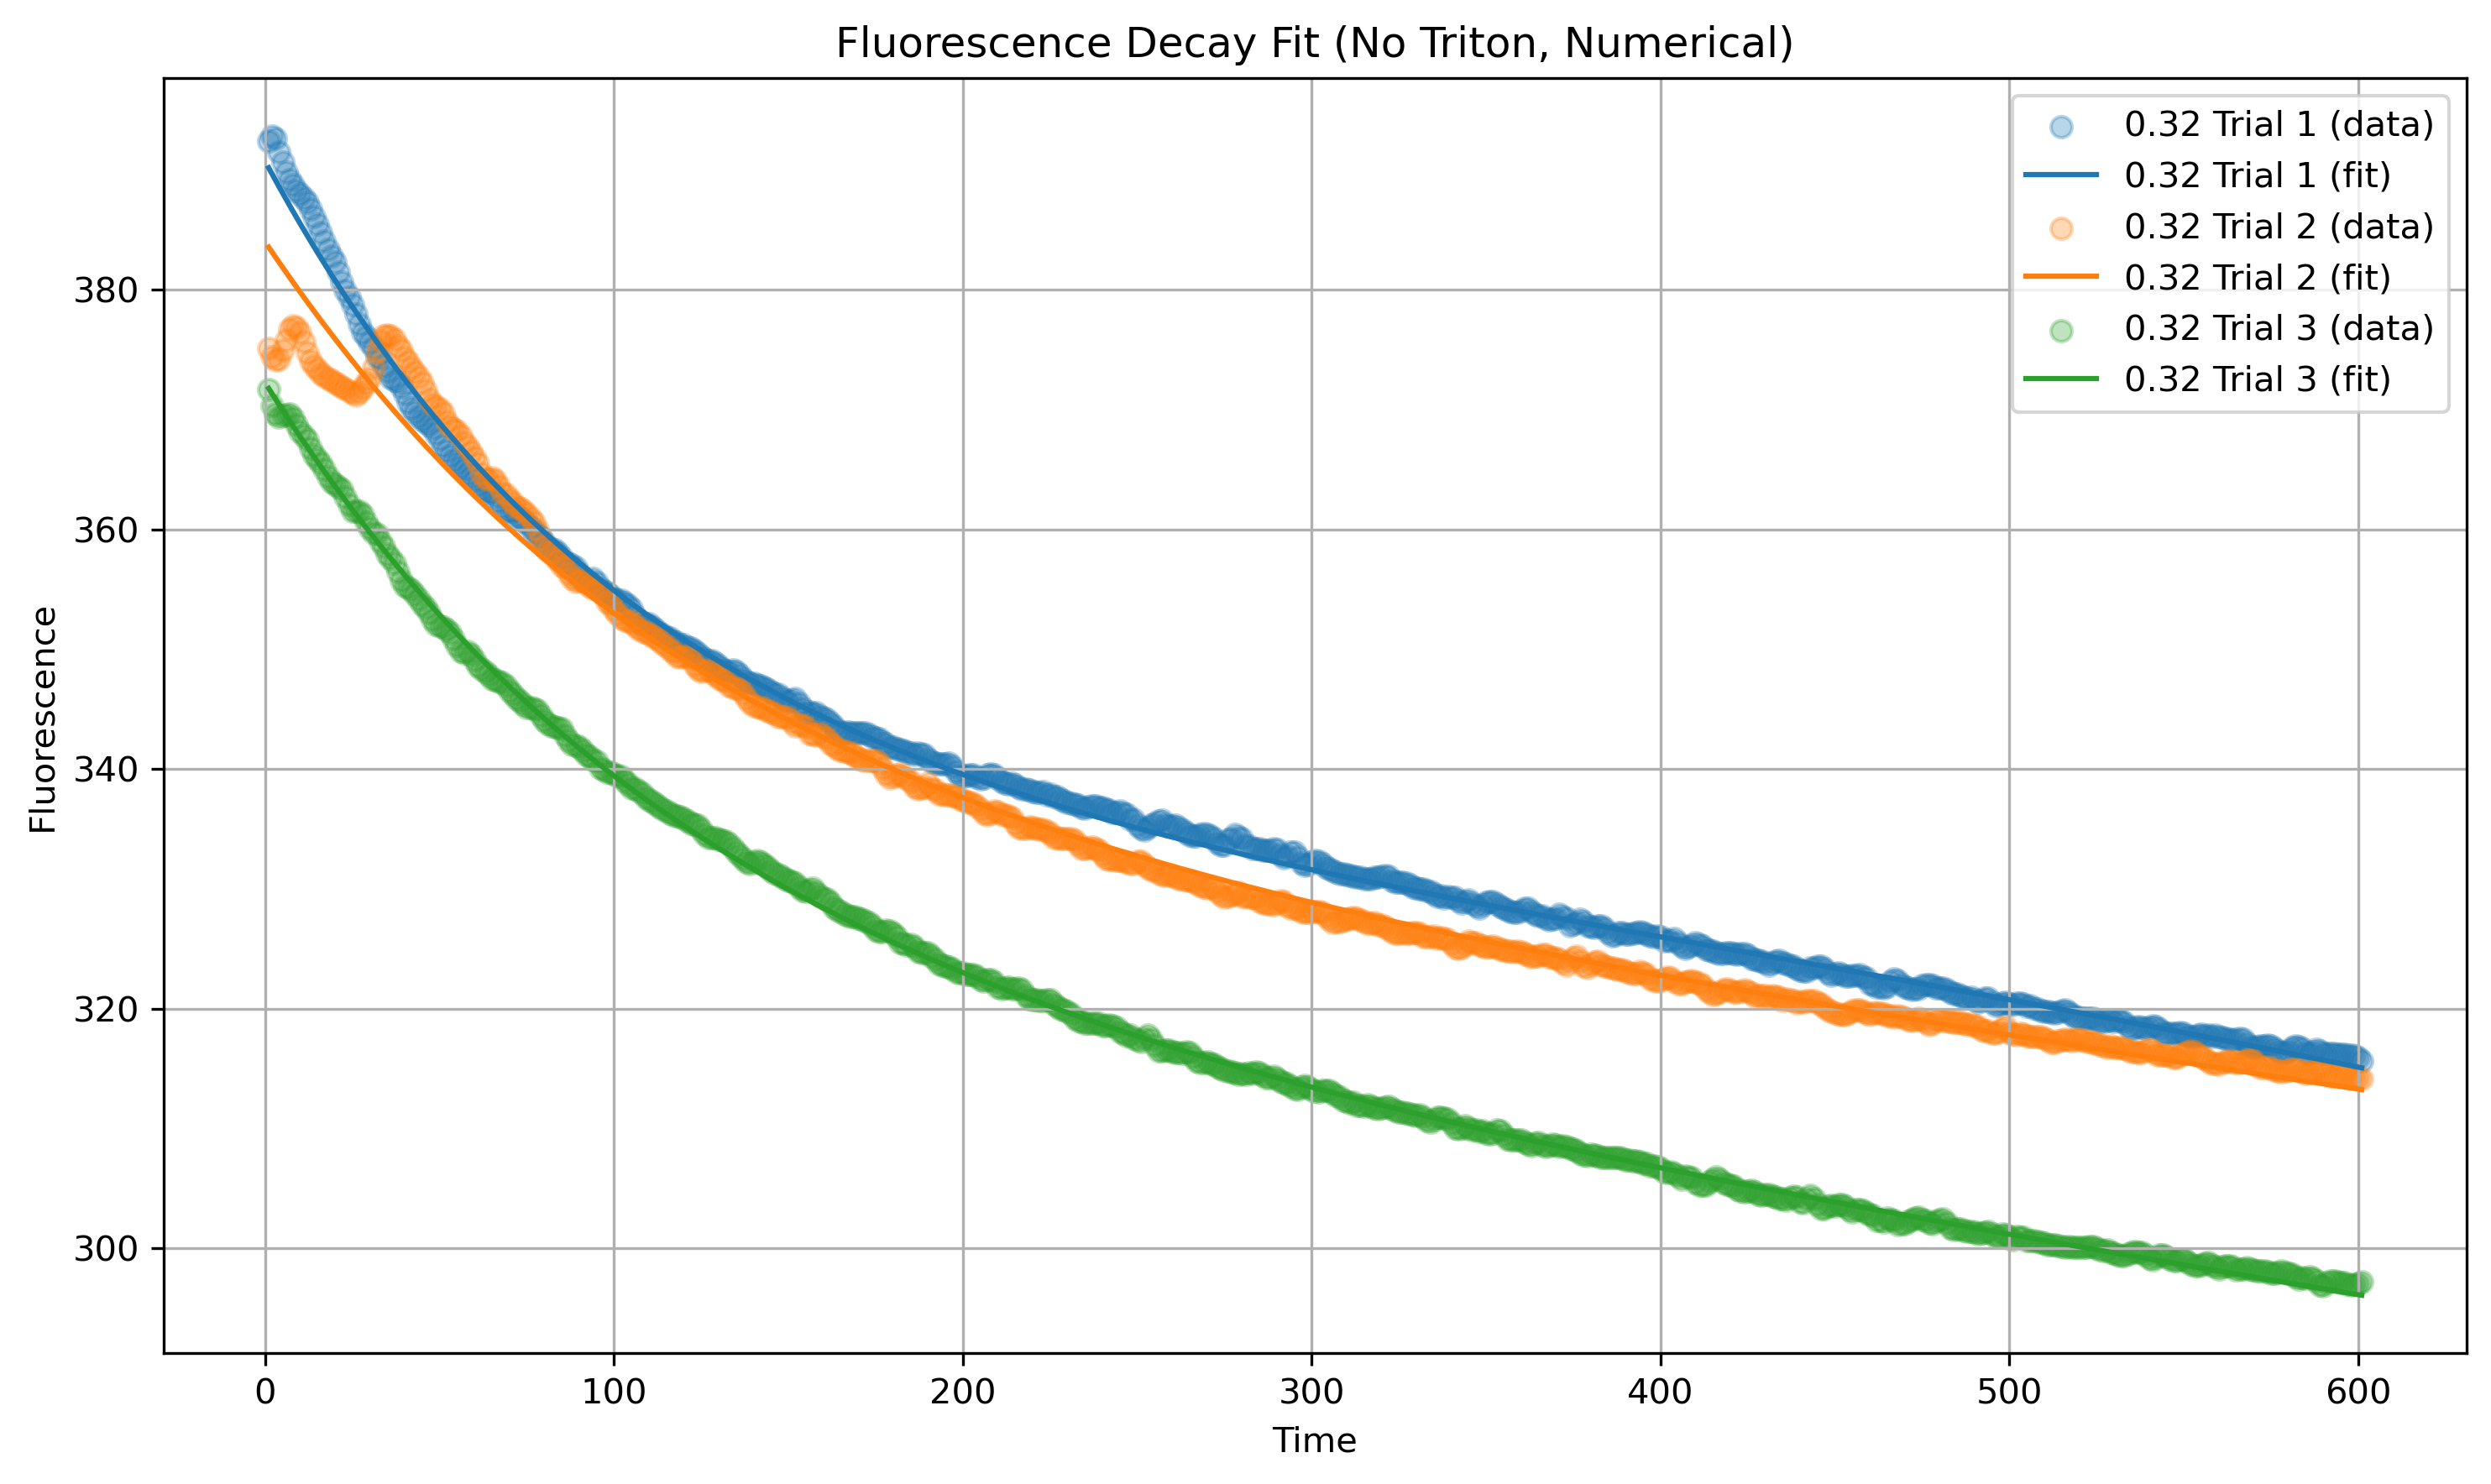 Fluorescence Decay Fit (No Triton, Numerical)
0.32 Trial 1 (data)
0.32 Trial 1 (fit)
0.32 Trial 2 (data)
0.32 Trial 2 (fit)
0.32 Trial 3 (data)
0.32 Trial 3 (fit)
Fluorescence
380
360
340
320
300
0 100 200 300 400 500 600
Time